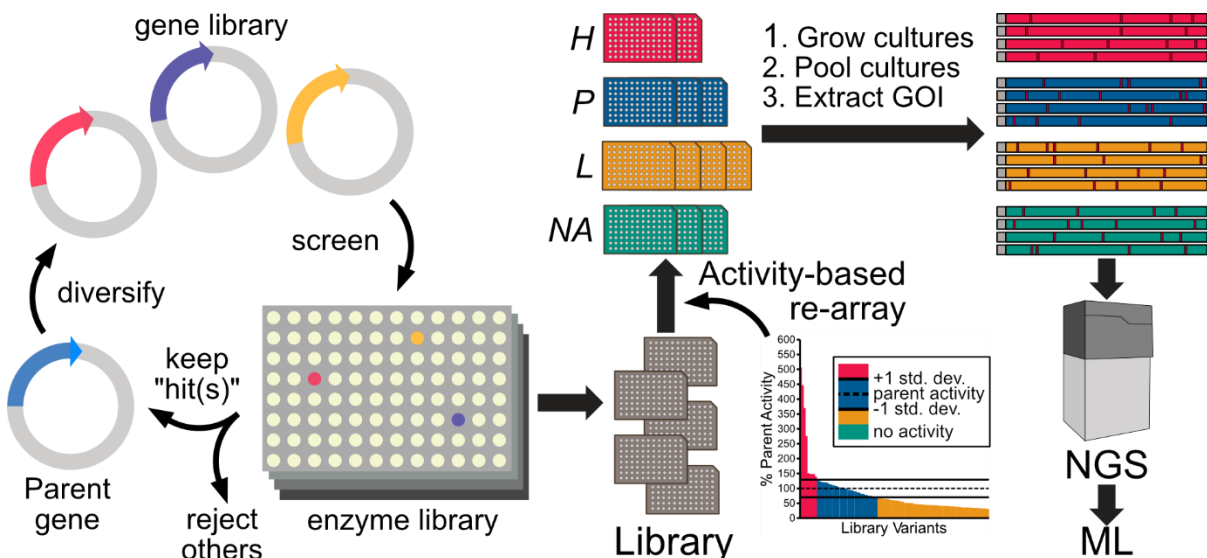 gene library
diversify
screen
keep
"hit(s)"
Parent
gene
reject
others
enzyme library
H
P
L
NA
1. Grow cultures
2. Pool cultures
3. Extract GOI
Activity-based
re-array
Library
% Parent Activity
600
550
500
450
400
350
300
250
200
150
100
50
0
+1 std. dev.
parent activity
-1 std. dev.
no activity
Library Variants
NGS
ML